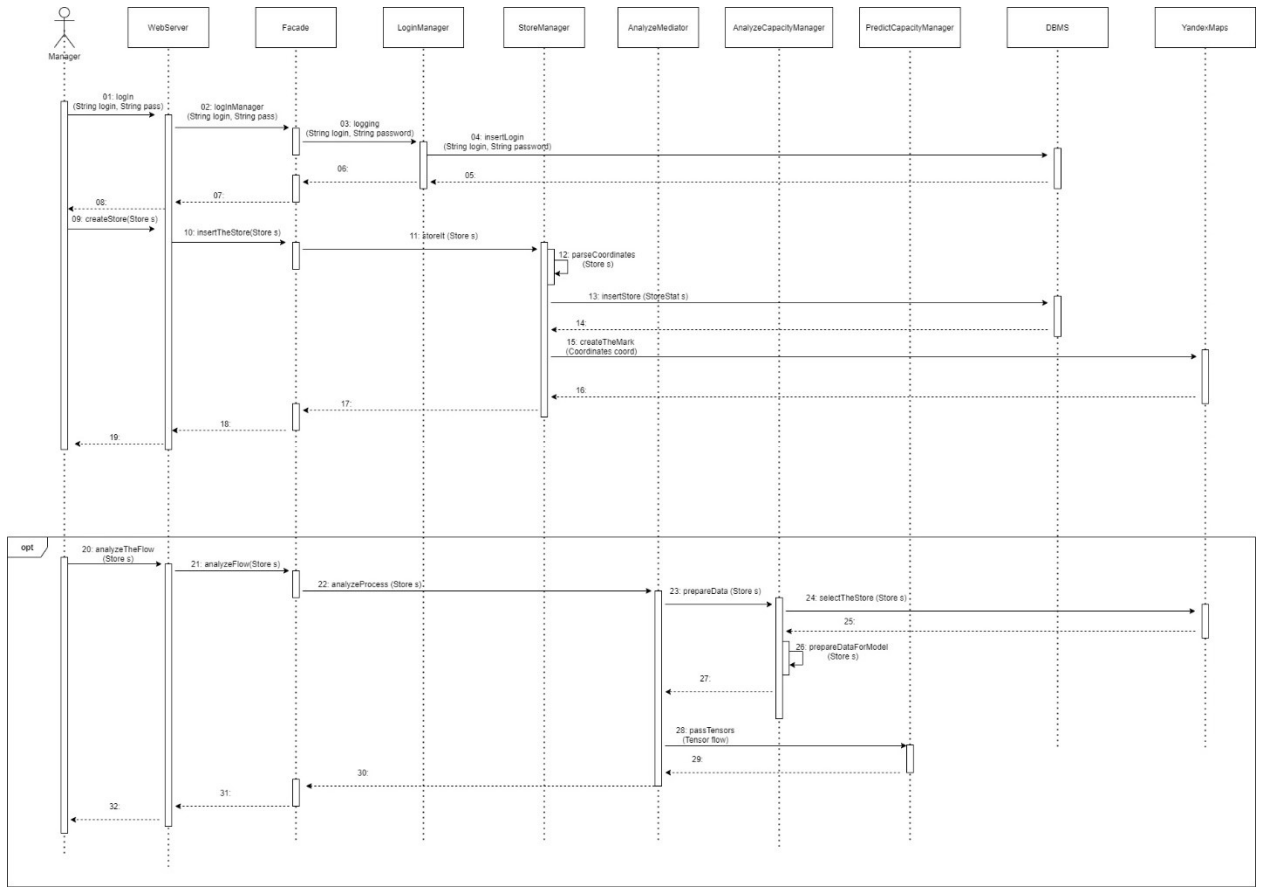 WebServer
Facade
LoginManager
StoreManager
AnalyzeMediator
AnalyzeCapacityManager
PredictCapacityManager
DBMS
YandexMaps
Manager
01: login
(String login, String pass)
02: loginManager
(String login, String pass)
03: logging
(String login, String password)
04: insertLogin
(String login, String password)
05:
06:
07:
08:
09: createStore(Store s)
10: insertTheStore(Store s)
11: storeIt (Store s)
12: parseCoordinates
(Store s)
13: insertStore (StoreStat s)
14:
15: createTheMark
(Coordinates coord)
16:
17:
18:
19:
opt
20: analyzeTheFlow
(Store s)
21: analyzeFlow(Store s)
22: analyzeProcess (Store s)
23: prepareData (Store s)
24: selectTheStore (Store s)
25:
26: prepareDataForModel
(Store s)
27:
28: passTensors
(Tensor flow)
29:
30:
31:
32: